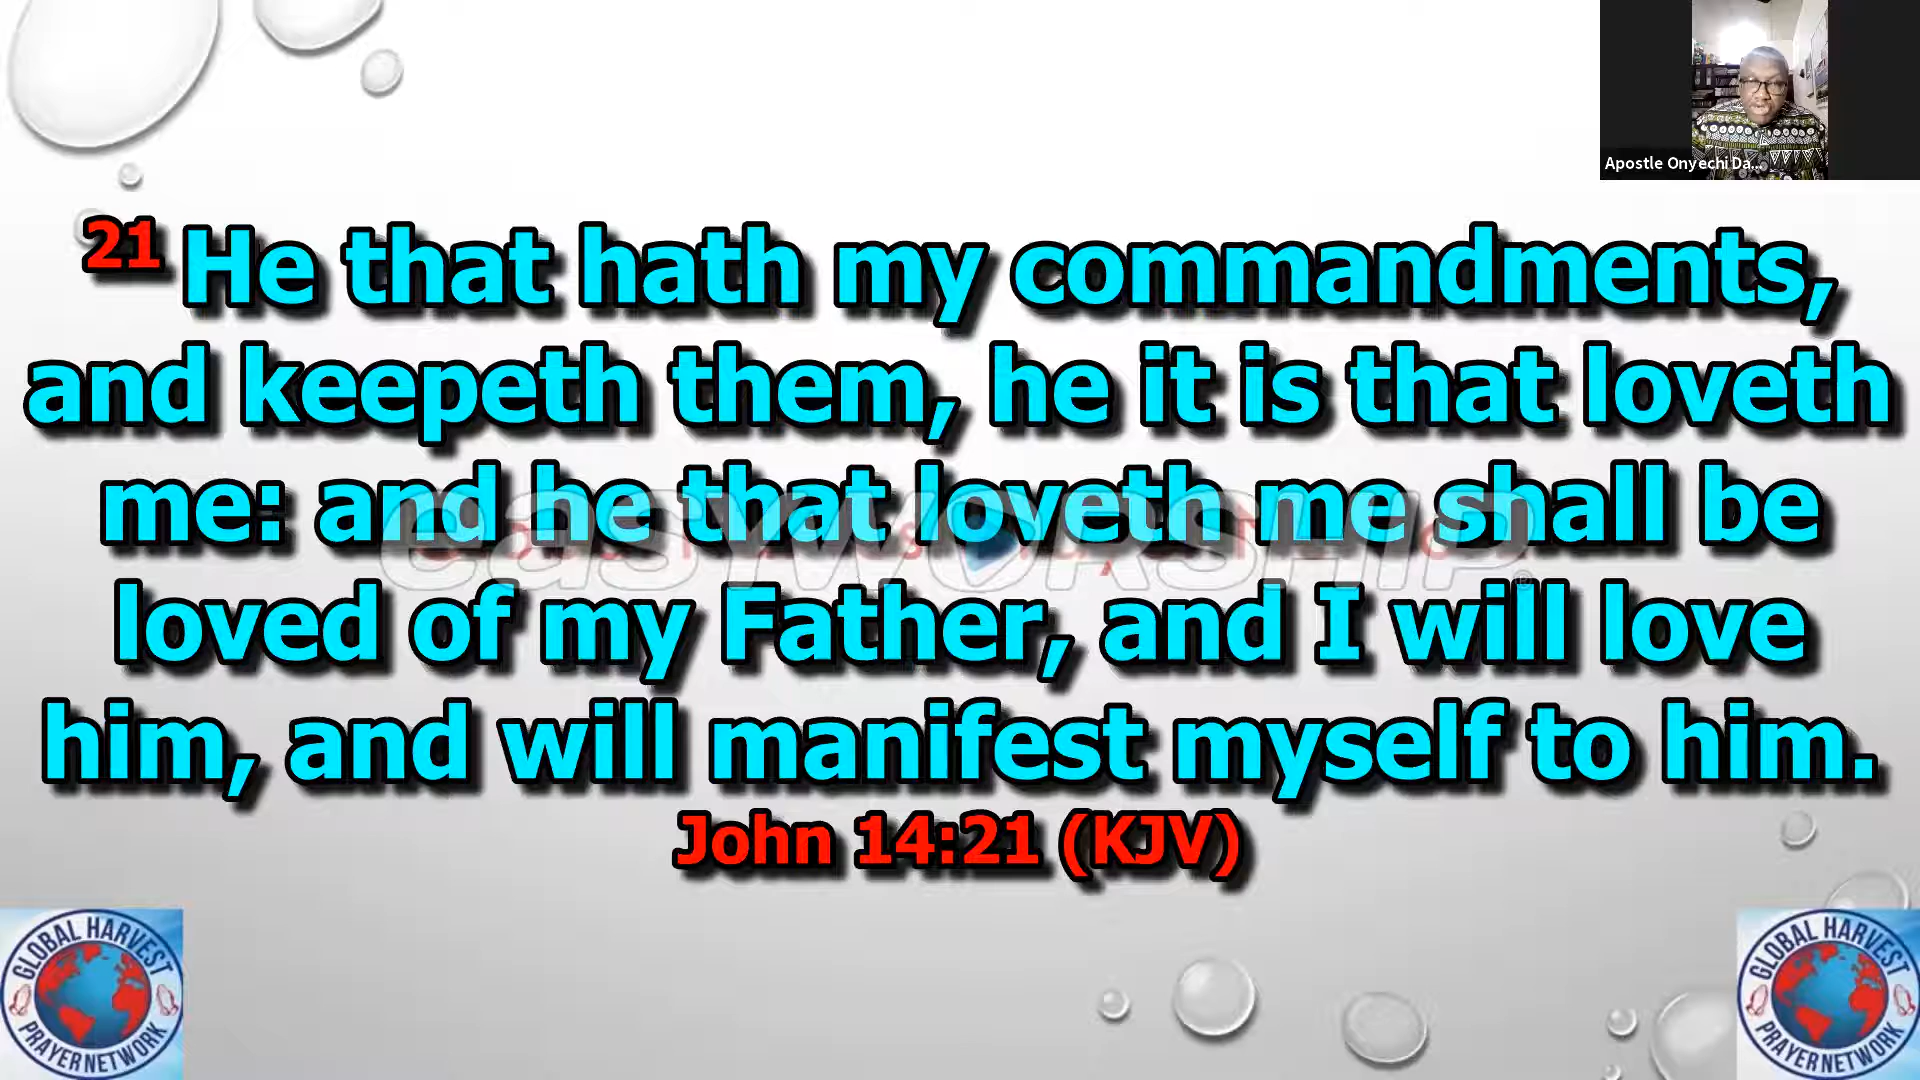 Apostle Onyechi Da...
21 He that hath my commandments,
and keepeth them, he it is that loveth
me: and he that loveth me shall be
loved of my Father, and I will love
him, and will manifest myself to him.
John 14:21 (KJV)
easyworship®
GLOBAL HARVEST
PRAYER NETWORK
GLOBAL HARVEST
PRAYER NETWORK